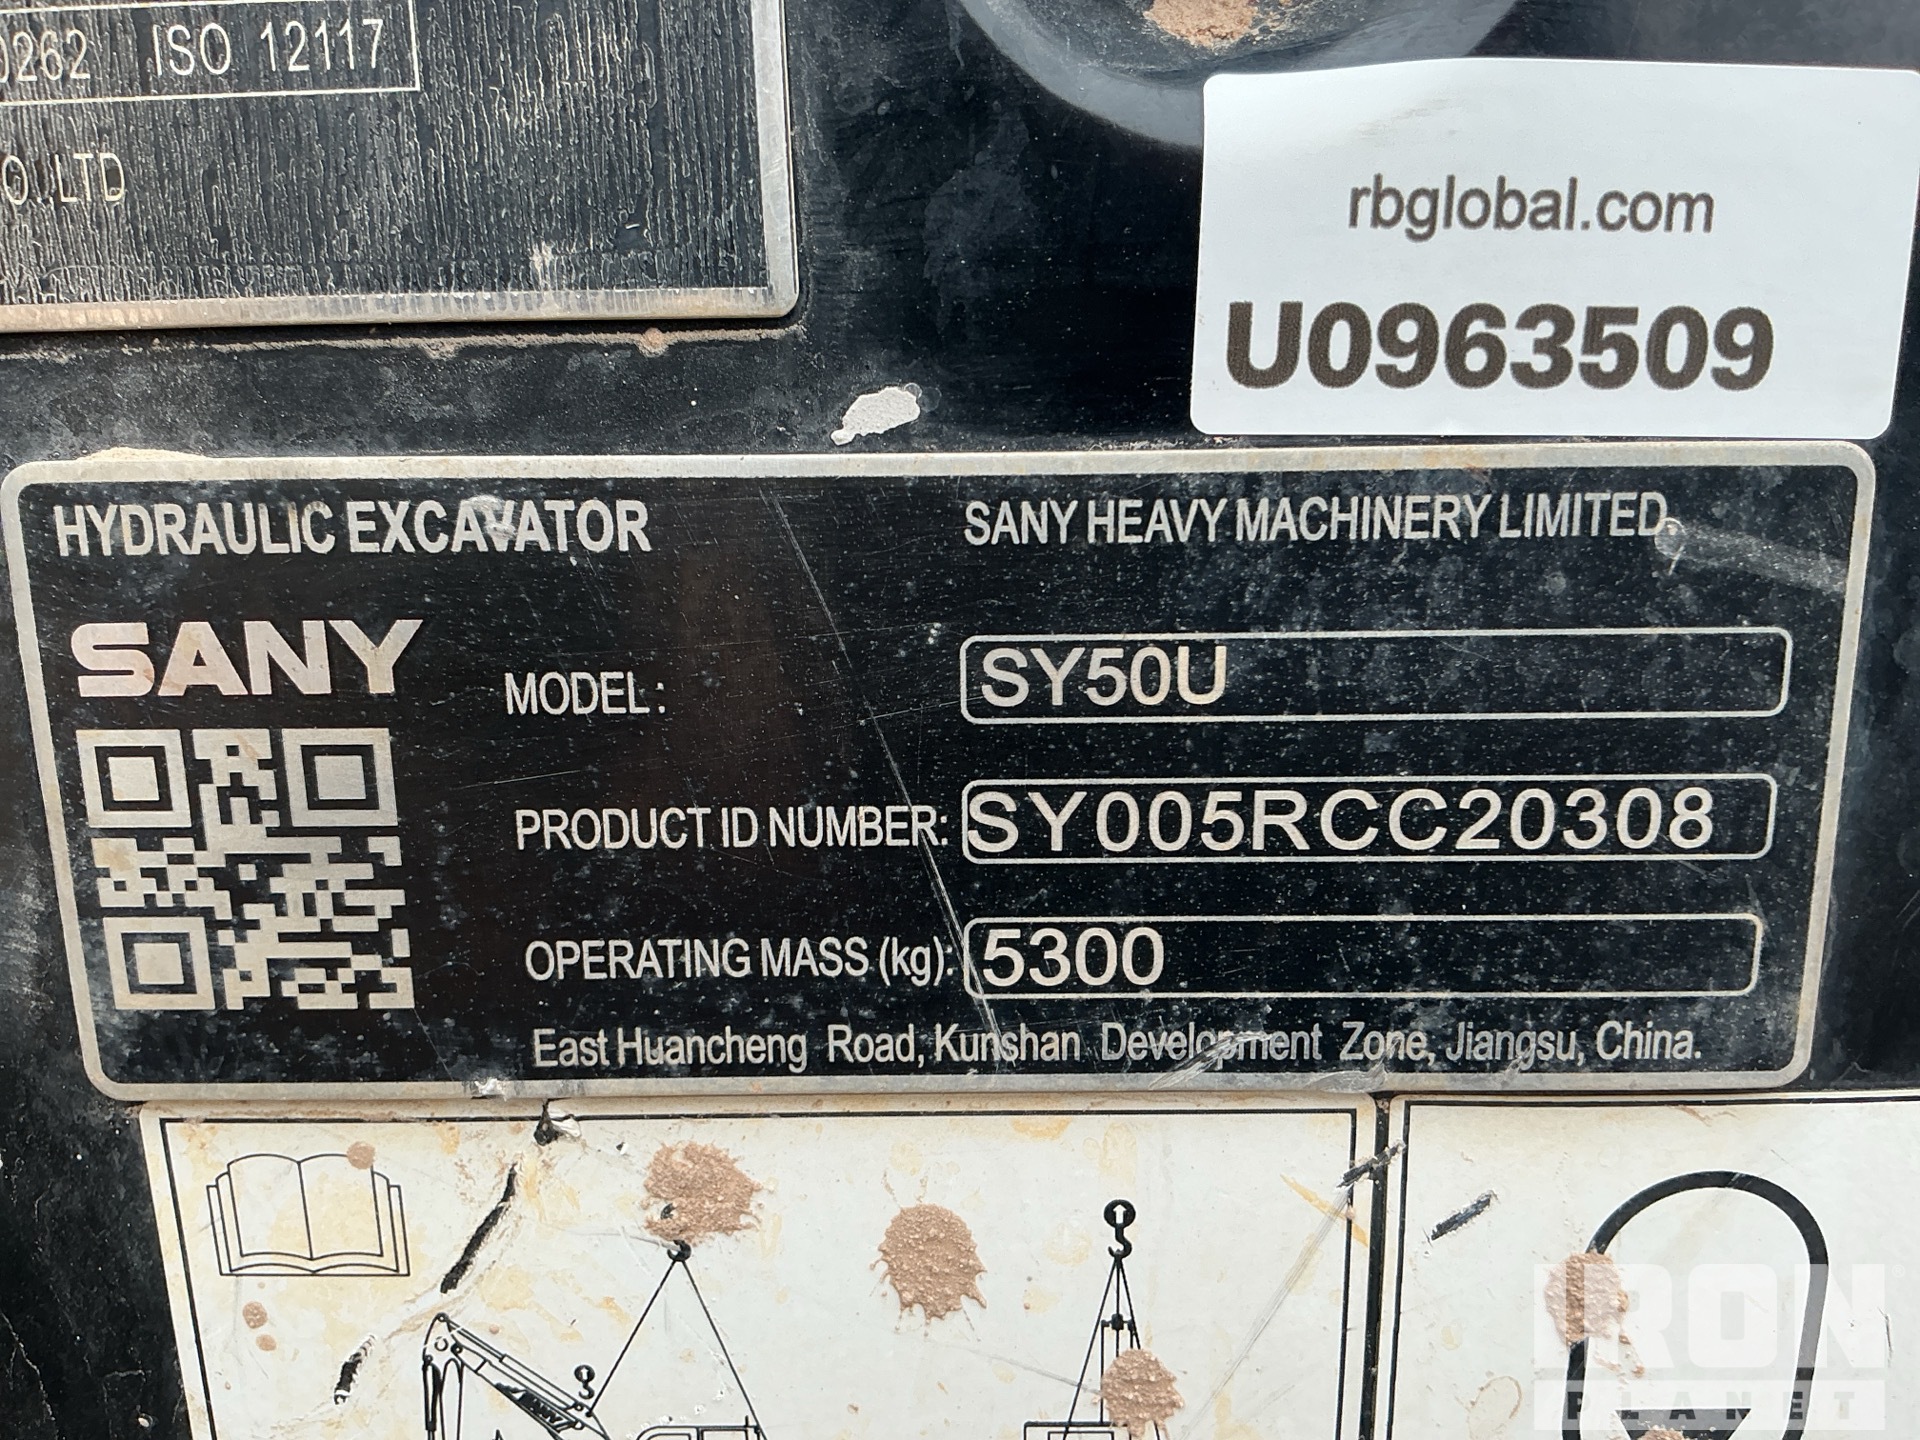 0262 ISO 12117
O.,LTD
rbglobal.com
U0963509
HYDRAULIC EXCAVATOR
SANY HEAVY MACHINERY LIMITED.
SANY
MODEL: SY50U
PRODUCT ID NUMBER: SY005RCC20308
OPERATING MASS (kg): 5300
East Huancheng Road, Kunshan Development Zone, Jiangsu, China.
SANY
IRON
PLANET